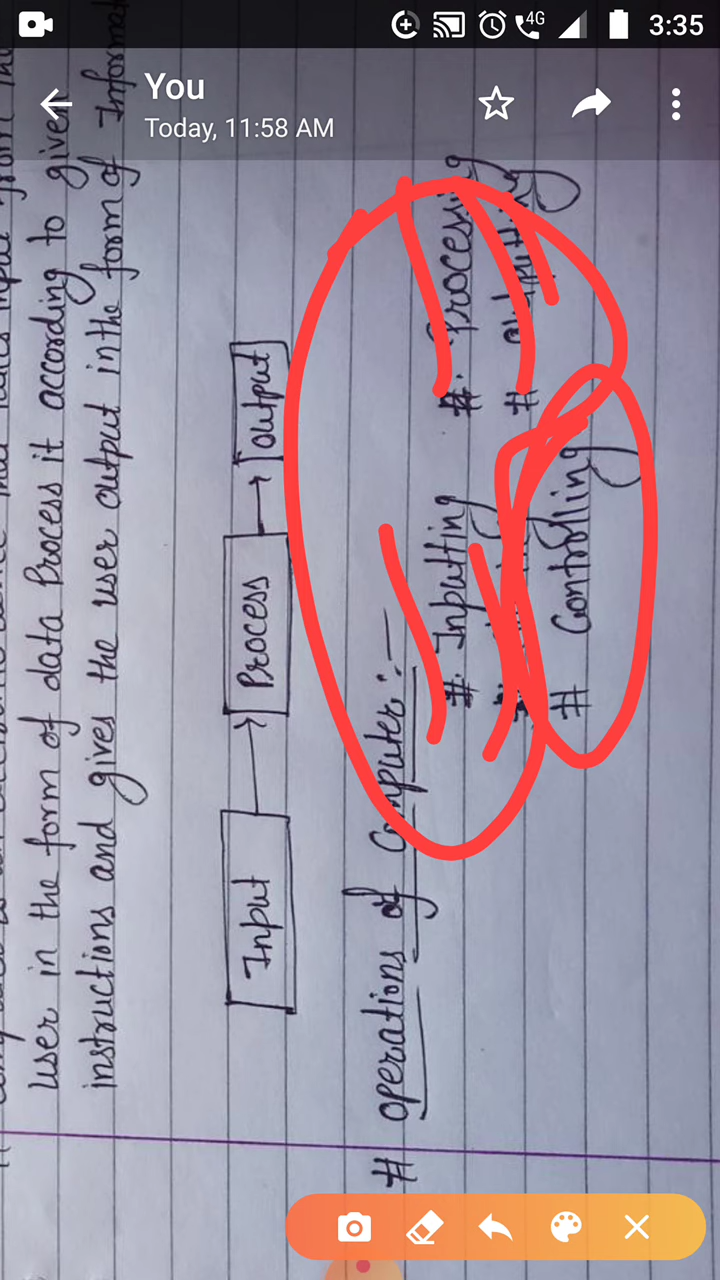 3:35
4G
You
Today, 11:58 AM
user in the form of data Process it according to given
instructions and gives the user output in the form of Informat
Input
Process
output
# operations of Computer :-
# Inputting # Processing
# outputting
# Controlling